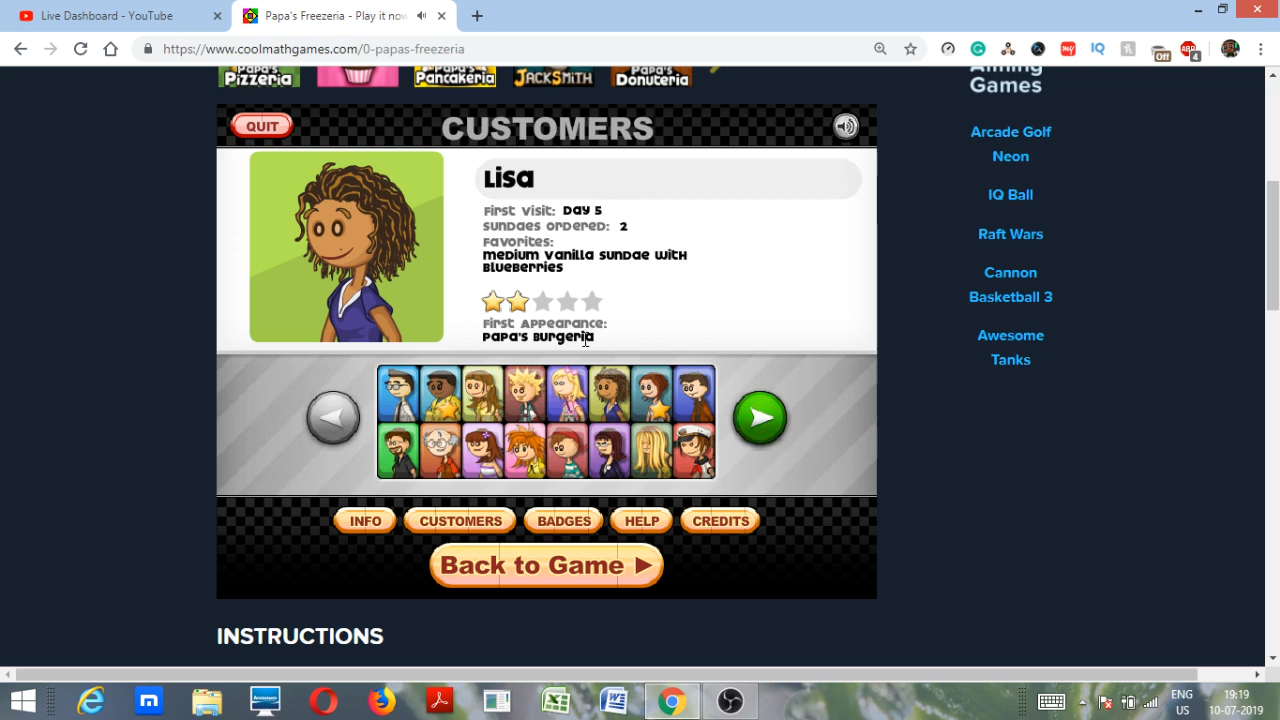 Live Dashboard - YouTube
Papa's Freezeria - Play it now
https://www.coolmathgames.com/0-papas-freezeria
Off
4
Papa's
Pizzeria
Papa's
Pancakeria
JackSmith
Papa's
Donuteria
Aiming
Games
Arcade Golf
Neon
IQ Ball
Raft Wars
Cannon
Basketball 3
Awesome
Tanks
QUIT
CUSTOMERS
Lisa
First Visit: Day 5
Sundaes Ordered: 2
Favorites:
Medium Vanilla Sundae with
Blueberries
First Appearance:
Papa's Burgeria
INFO
CUSTOMERS
BADGES
HELP
CREDITS
Back to Game
INSTRUCTIONS
ENG
US
19:19
10-07-2019